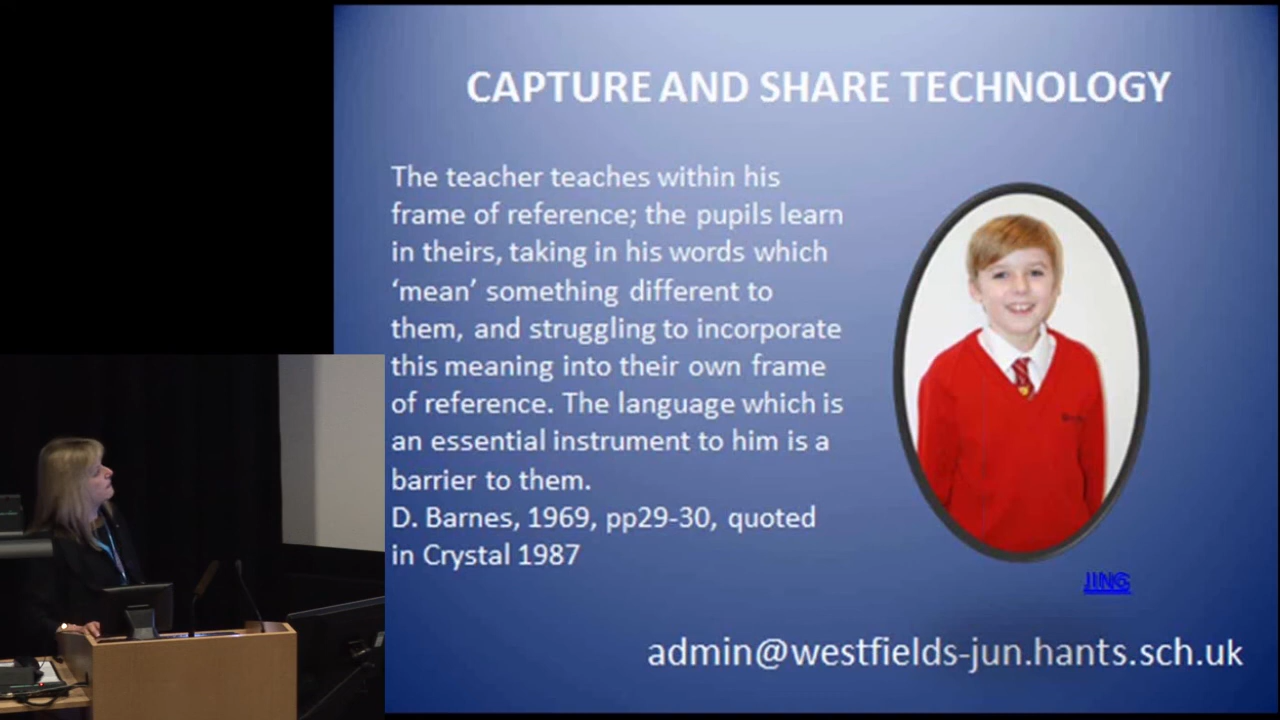 CAPTURE AND SHARE TECHNOLOGY
The teacher teaches within his
frame of reference; the pupils learn
in theirs, taking in his words which
‘mean’ something different to
them, and struggling to incorporate
this meaning into their own frame
of reference. The language which is
an essential instrument to him is a
barrier to them.
D. Barnes, 1969, pp29-30, quoted
in Crystal 1987
JING
admin@westfields-jun.hants.sch.uk